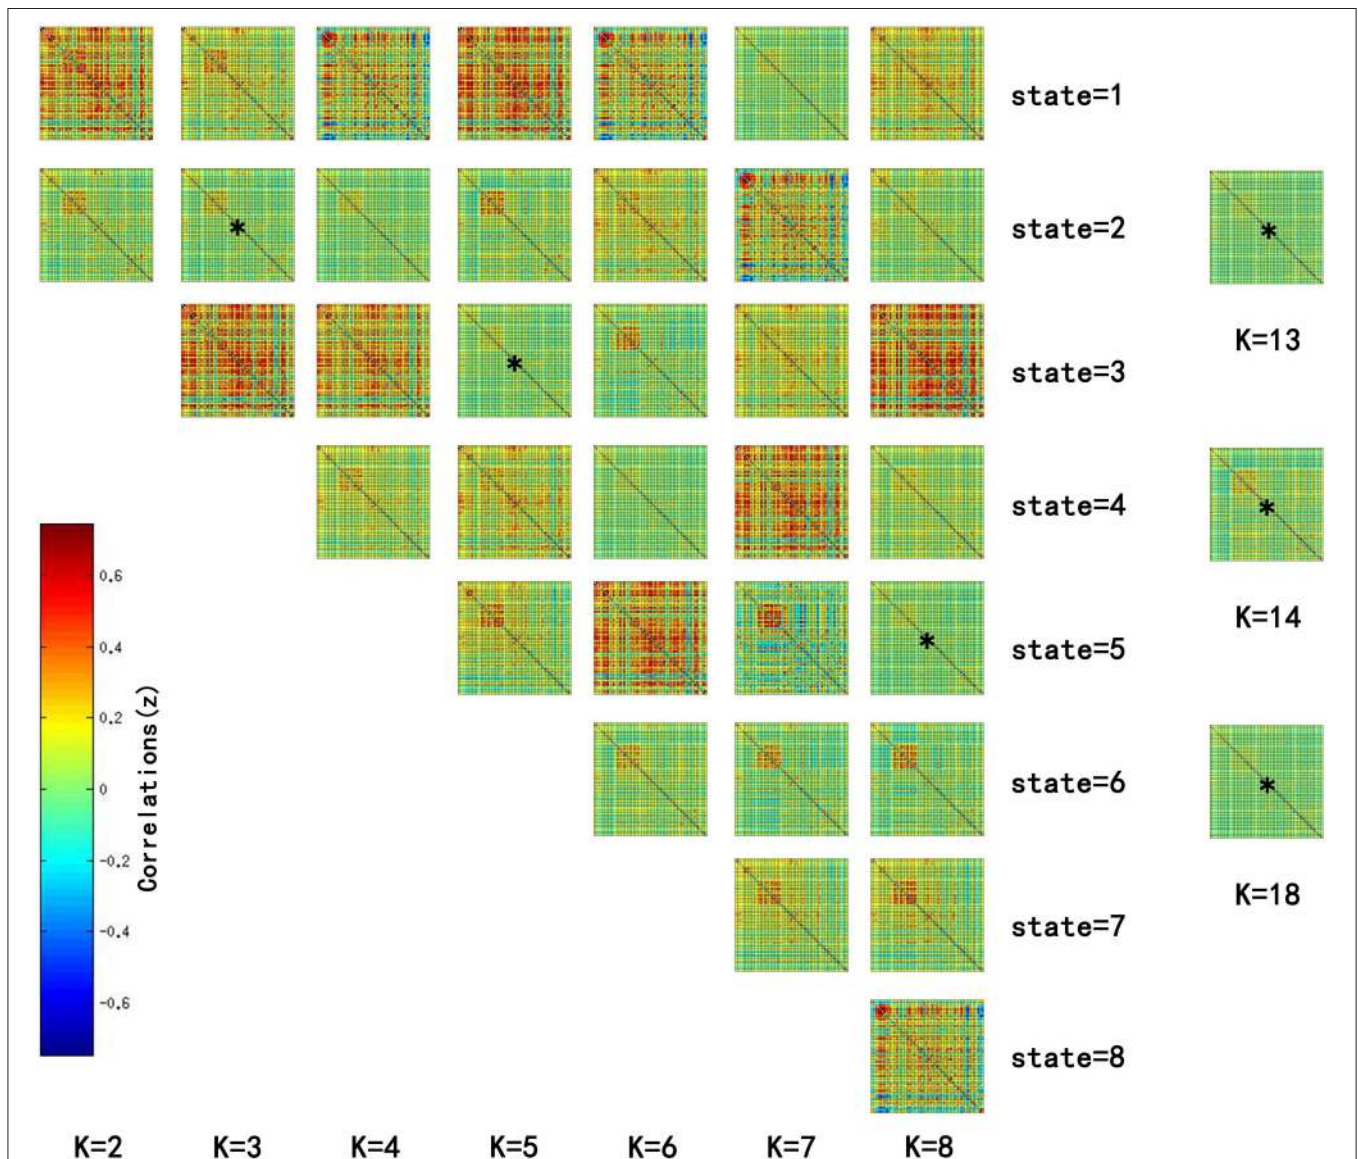 state=1
state=2
*
*
state=3
K=13
*
state=4
*
0.6
0.4
0.2
0
-0.2
-0.4
-0.6
Correlations(z)
state=5
*
K=14
state=6
*
state=7
K=18
state=8
K=2 K=3 K=4 K=5 K=6 K=7 K=8